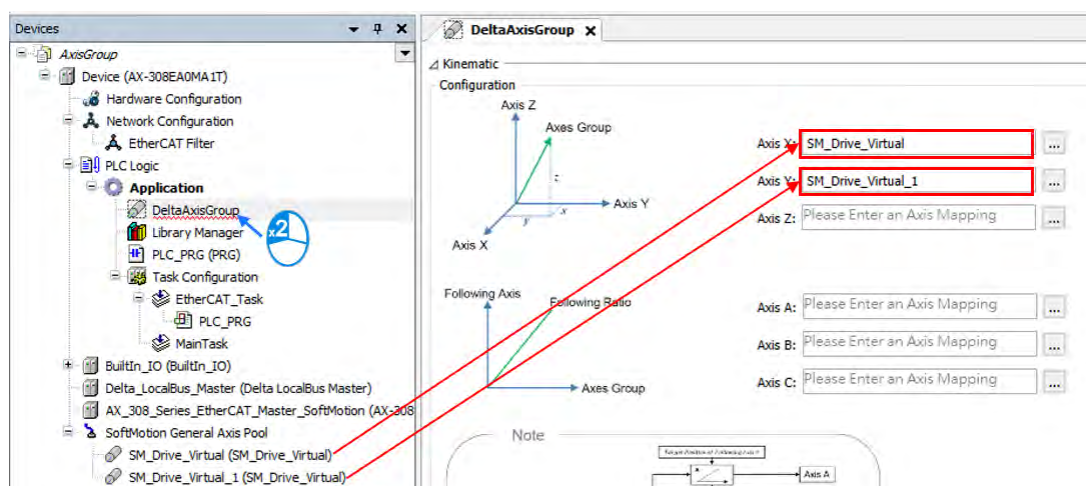 Devices
AxisGroup
Device (AX-308EA0MA1T)
Hardware Configuration
Network Configuration
EtherCAT Filter
PLC Logic
Application
DeltaAxisGroup
x2
Library Manager
PLC_PRG (PRG)
Task Configuration
EtherCAT_Task
PLC_PRG
MainTask
BuiltIn_IO (BuiltIn_IO)
Delta_LocalBus_Master (Delta LocalBus Master)
AX_308_Series_EtherCAT_Master_SoftMotion (AX-308
SoftMotion General Axis Pool
SM_Drive_Virtual (SM_Drive_Virtual)
SM_Drive_Virtual_1 (SM_Drive_Virtual)
DeltaAxisGroup
Kinematic
Configuration
Axis Z
Axes Group
z
Axis Y
x
y
Axis X
Axis X: SM_Drive_Virtual ...
Axis Y: SM_Drive_Virtual_1 ...
Axis Z: Please Enter an Axis Mapping ...
Following Axis
Following Ratio
Axes Group
Axis A: Please Enter an Axis Mapping ...
Axis B: Please Enter an Axis Mapping ...
Axis C: Please Enter an Axis Mapping ...
Note
Axis A